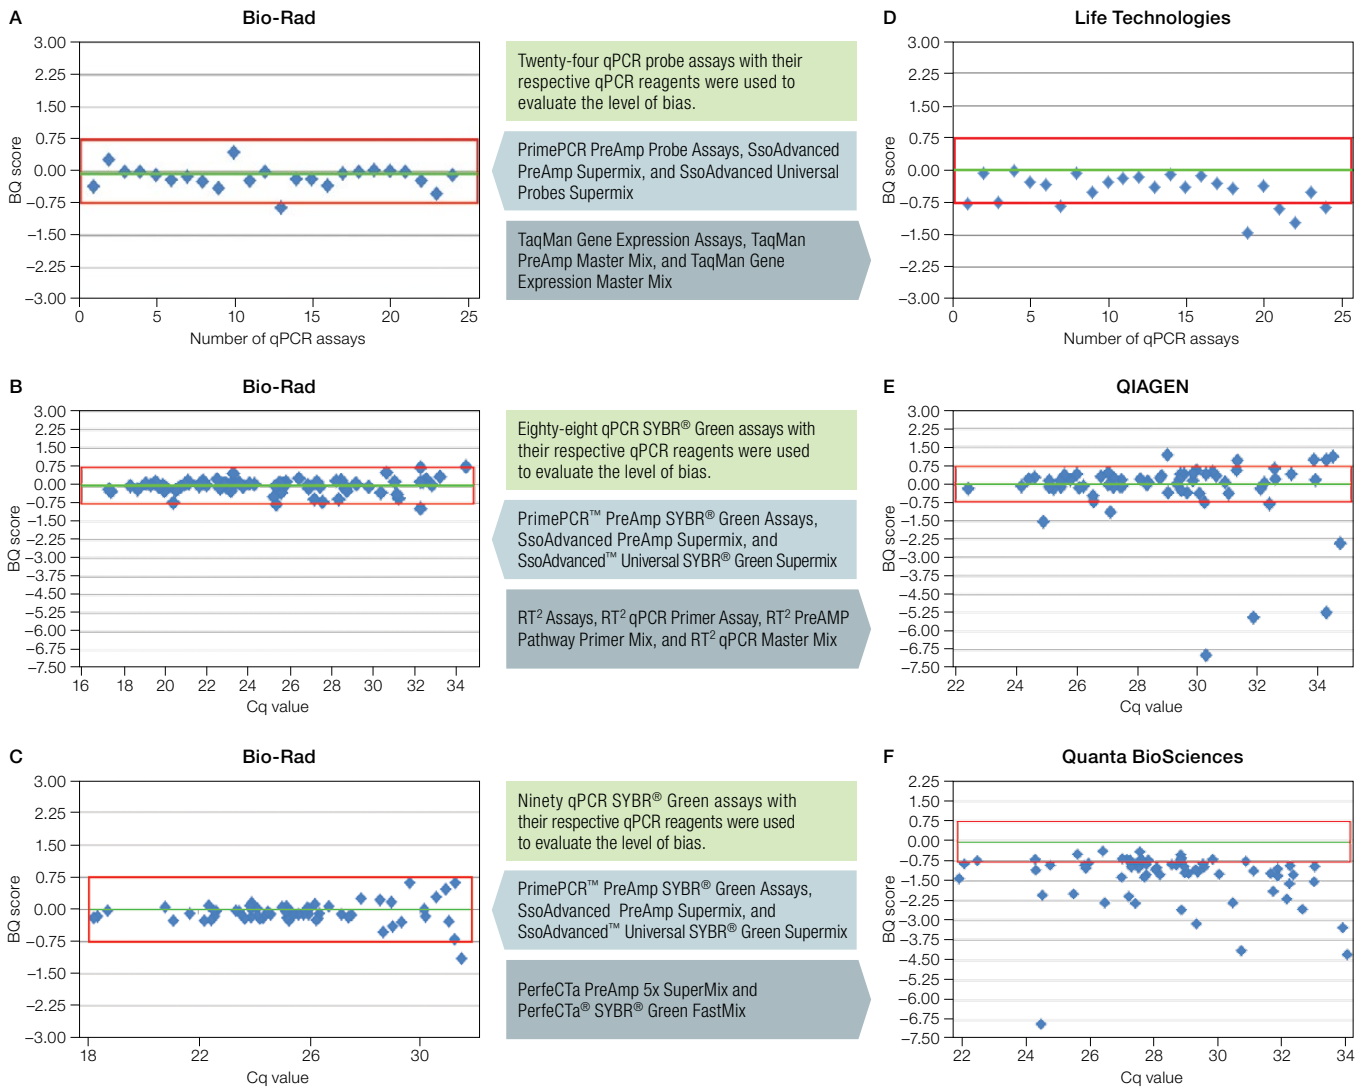 A
Bio-Rad
3.00
2.25
1.50
0.75
0.00
–0.75
–1.50
–2.25
–3.00
BQ score
0
5
10
15
20
25
Number of qPCR assays
Twenty-four qPCR probe assays with their
respective qPCR reagents were used to
evaluate the level of bias.
PrimePCR PreAmp Probe Assays, SsoAdvanced
PreAmp Supermix, and SsoAdvanced Universal
Probes Supermix
TaqMan Gene Expression Assays, TaqMan
PreAmp Master Mix, and TaqMan Gene
Expression Master Mix
D
Life Technologies
3.00
2.25
1.50
0.75
0.00
–0.75
–1.50
–2.25
–3.00
BQ score
0
5
10
15
20
25
Number of qPCR assays
B
Bio-Rad
3.00
2.25
1.50
0.75
0.00
–0.75
–1.50
–2.25
–3.00
–3.75
–4.50
–5.25
–6.00
–6.75
–7.50
BQ score
16
18
20
22
24
26
28
30
32
34
Cq value
Eighty-eight qPCR SYBR® Green assays with
their respective qPCR reagents were used
to evaluate the level of bias.
PrimePCR™ PreAmp SYBR® Green Assays,
SsoAdvanced PreAmp Supermix, and
SsoAdvanced™ Universal SYBR® Green Supermix
RT² Assays, RT² qPCR Primer Assay, RT² PreAMP
Pathway Primer Mix, and RT² qPCR Master Mix
E
QIAGEN
3.00
2.25
1.50
0.75
0.00
–0.75
–1.50
–2.25
–3.00
–3.75
–4.50
–5.25
–6.00
–6.75
–7.50
BQ score
22
24
26
28
30
32
34
Cq value
C
Bio-Rad
3.00
2.25
1.50
0.75
0.00
–0.75
–1.50
–2.25
–3.00
BQ score
18
22
26
30
Cq value
Ninety qPCR SYBR® Green assays with
their respective qPCR reagents were used
to evaluate the level of bias.
PrimePCR™ PreAmp SYBR® Green Assays,
SsoAdvanced PreAmp Supermix, and
SsoAdvanced™ Universal SYBR® Green Supermix
PerfeCTa PreAmp 5x SuperMix and
PerfeCTa® SYBR® Green FastMix
F
Quanta BioSciences
2.25
1.50
0.75
0.00
–0.75
–1.50
–2.25
–3.00
–3.75
–4.50
–5.25
–6.00
–6.75
–7.50
BQ score
22
24
26
28
30
32
34
Cq value